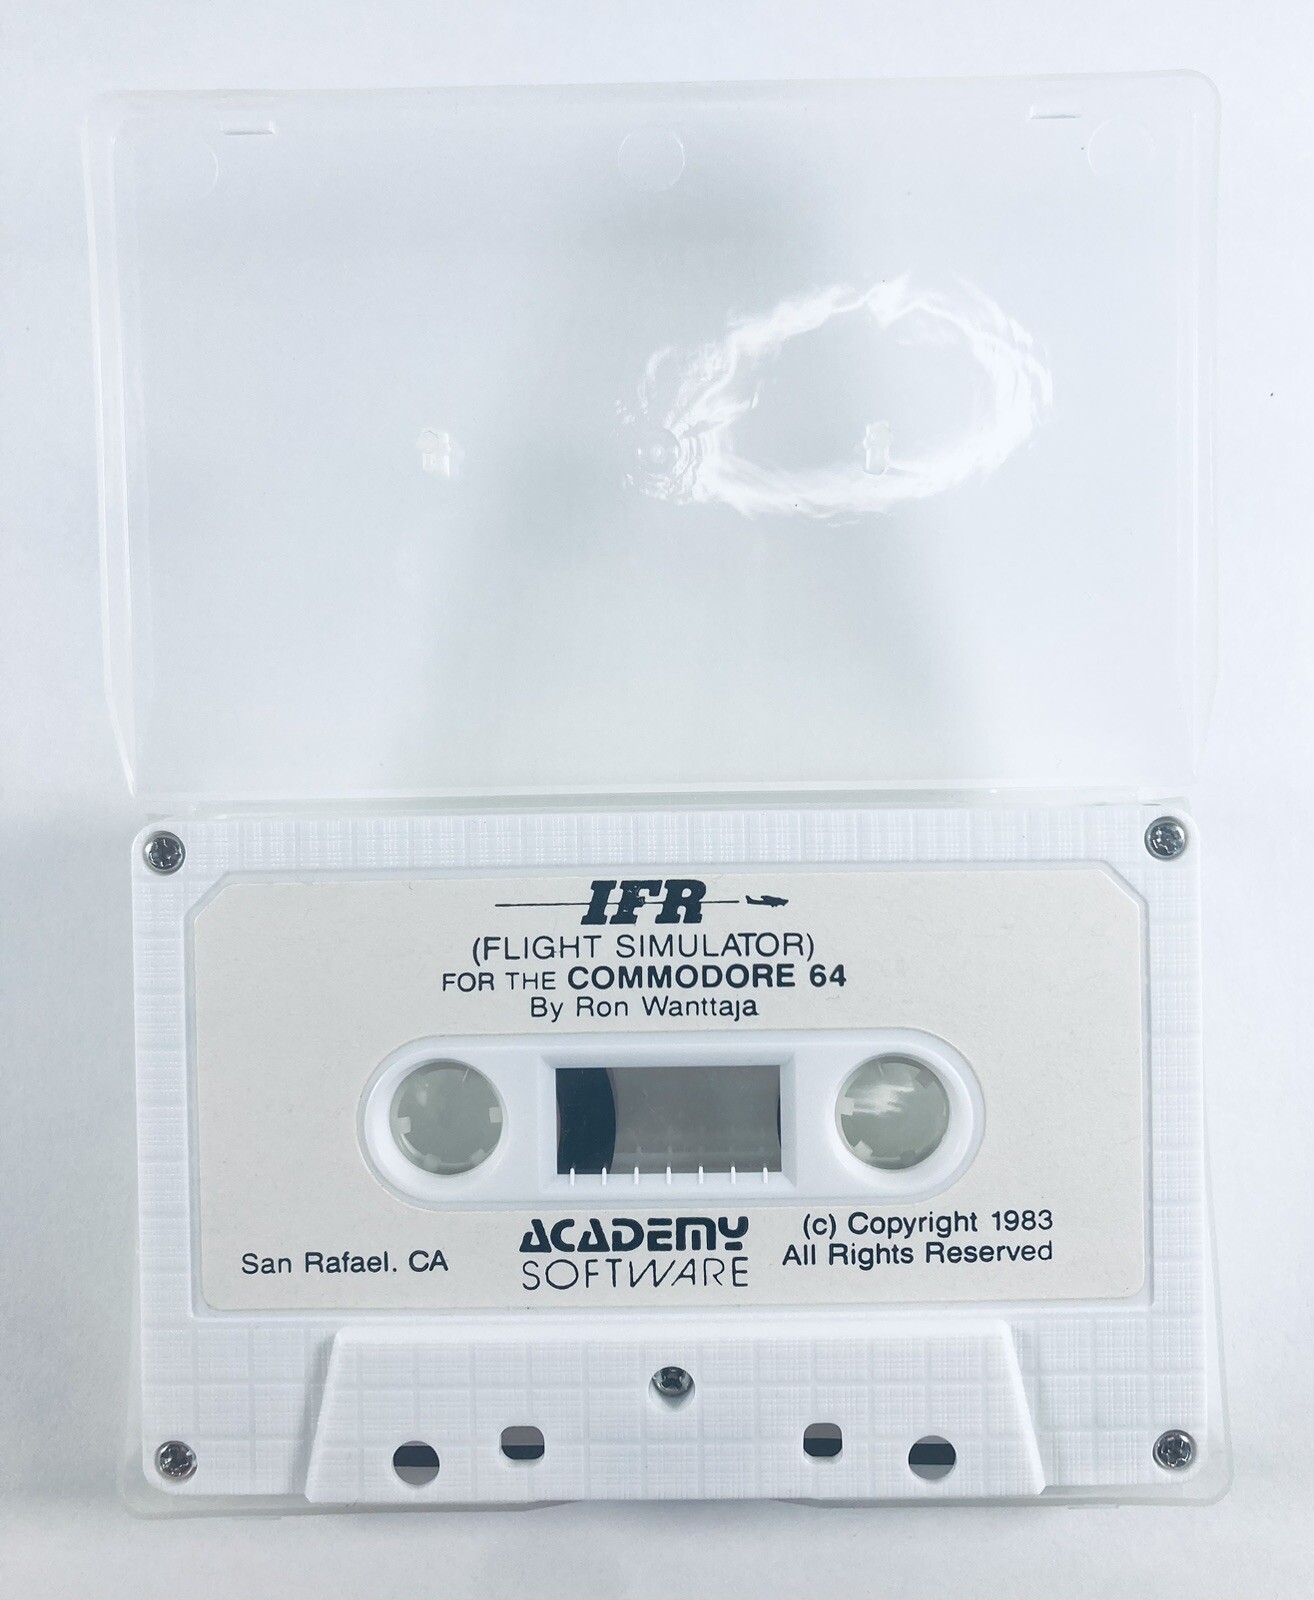 IFR
(FLIGHT SIMULATOR)
FOR THE COMMODORE 64
By Ron Wanttaja
San Rafael. CA
ACADEMY
SOFTWARE
(c) Copyright 1983
All Rights Reserved